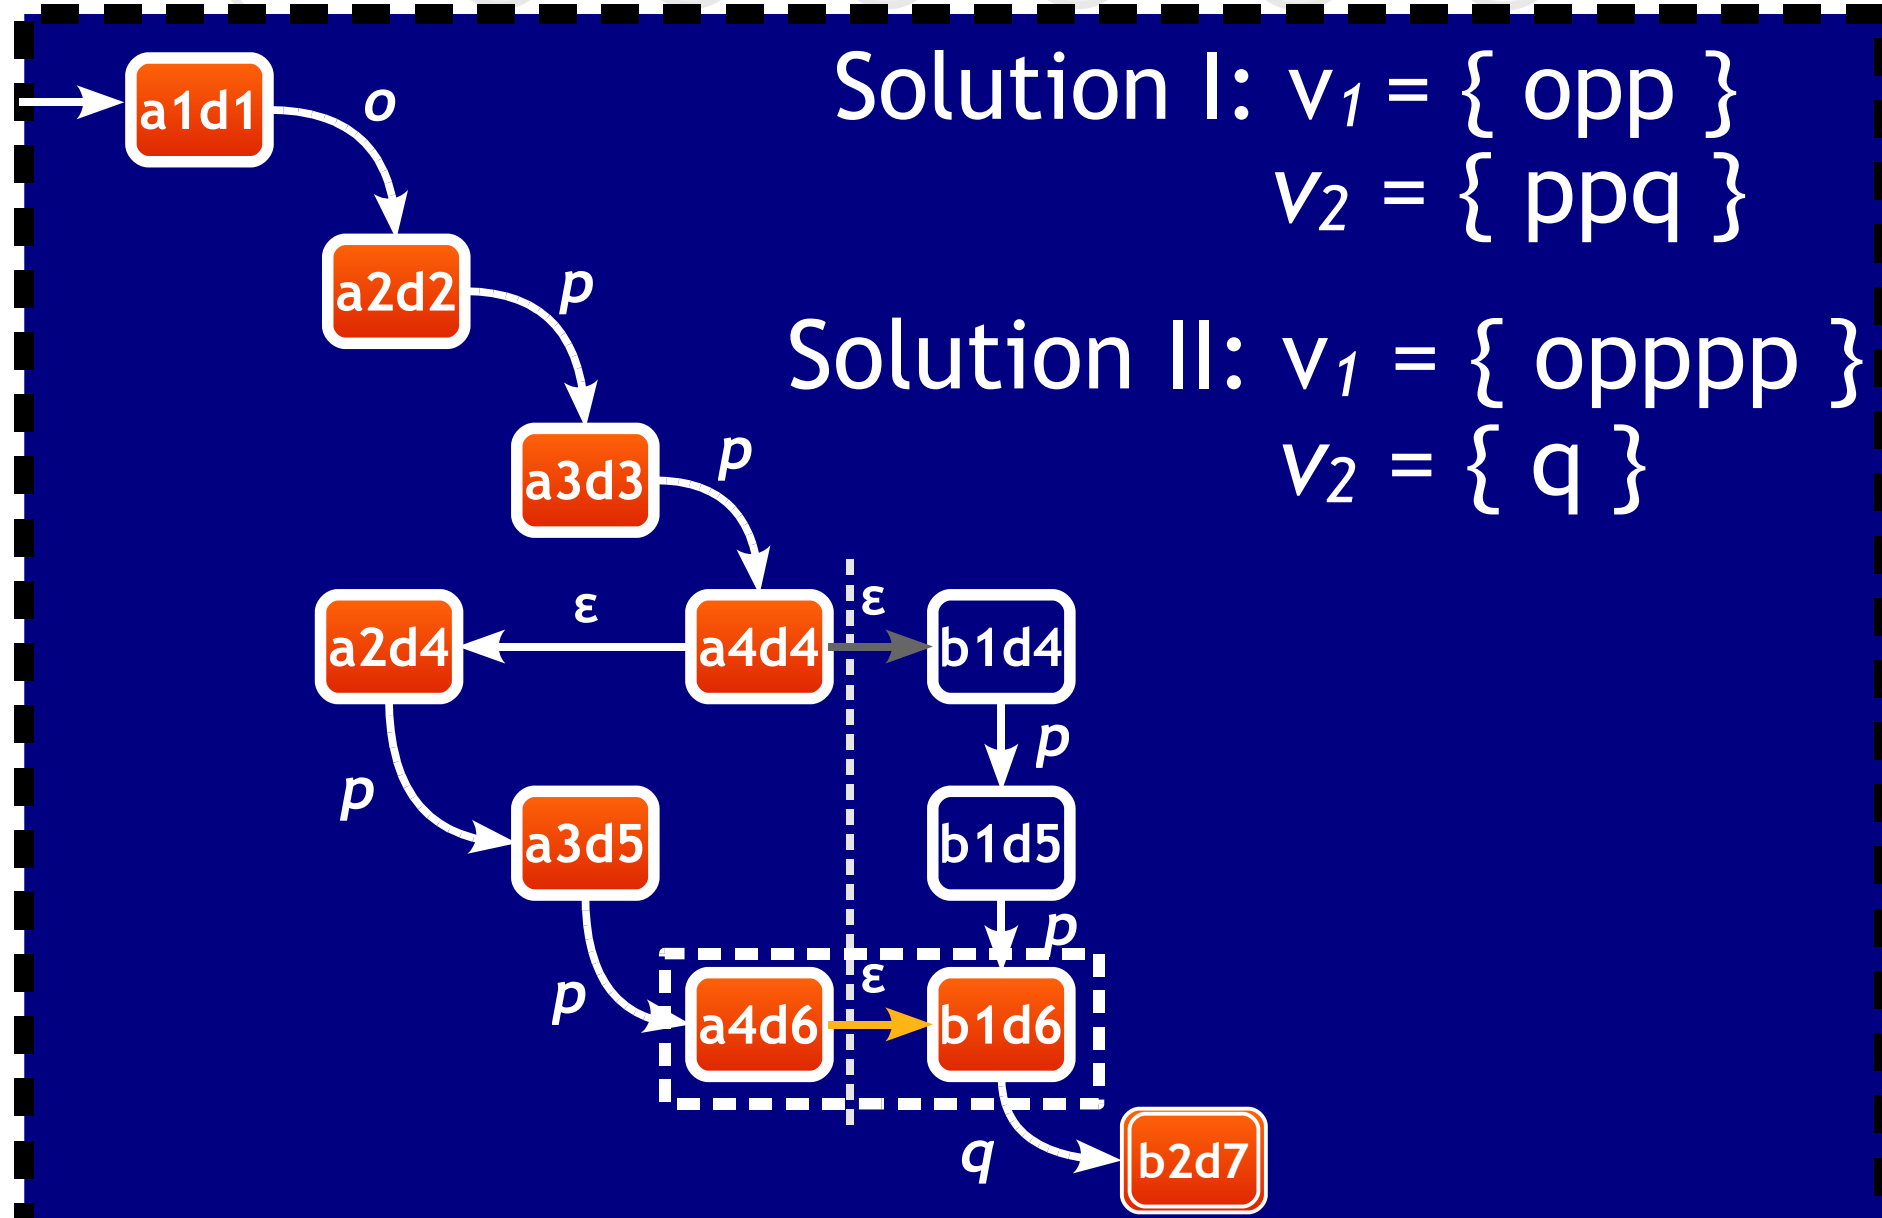 Solution I: v1 = { opp }
v2 = { ppq }
Solution II: v1 = { opppp }
v2 = { q }
a1d1
o
a2d2
p
a3d3
p
a2d4
ε
a4d4
ε
b1d4
p
p
a3d5
b1d5
p
p
a4d6
ε
b1d6
q
b2d7